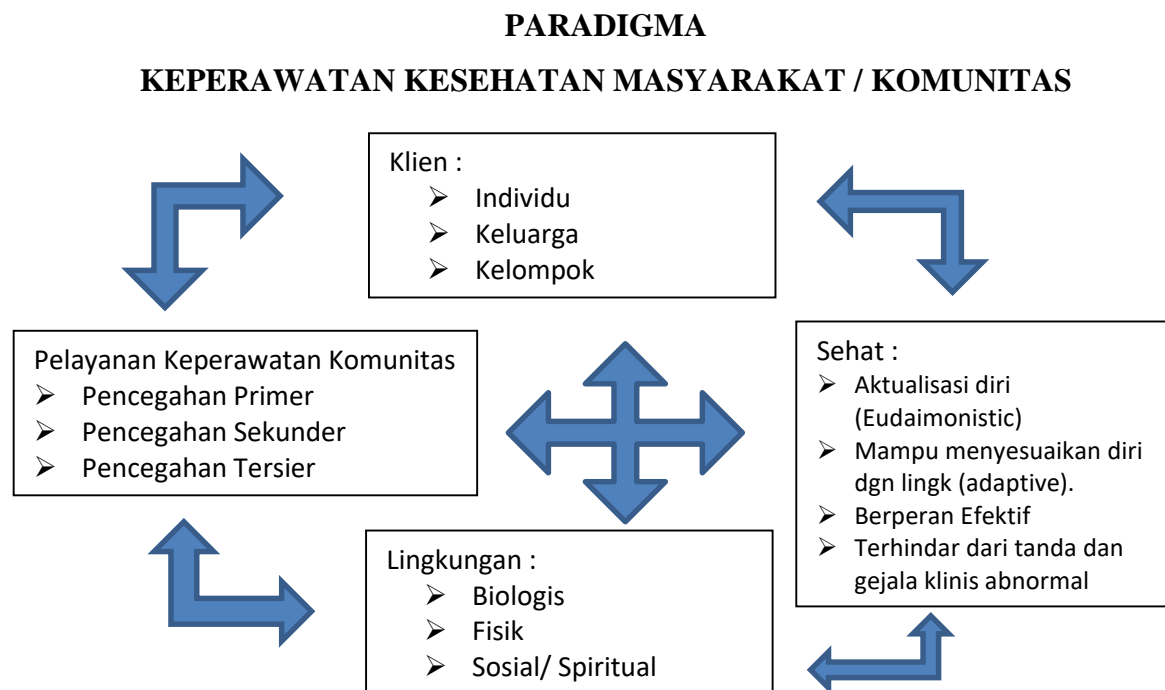 PARADIGMA
KEPERAWATAN KESEHATAN MASYARAKAT / KOMUNITAS
Klien :
➢ Individu
➢ Keluarga
➢ Kelompok
Pelayanan Keperawatan Komunitas
➢ Pencegahan Primer
➢ Pencegahan Sekunder
➢ Pencegahan Tersier
Sehat :
➢ Aktualisasi diri
(Eudaimonistic)
➢ Mampu menyesuaikan diri
dgn lingk (adaptive).
➢ Berperan Efektif
➢ Terhindar dari tanda dan
gejala klinis abnormal
Lingkungan :
➢ Biologis
➢ Fisik
➢ Sosial/ Spiritual